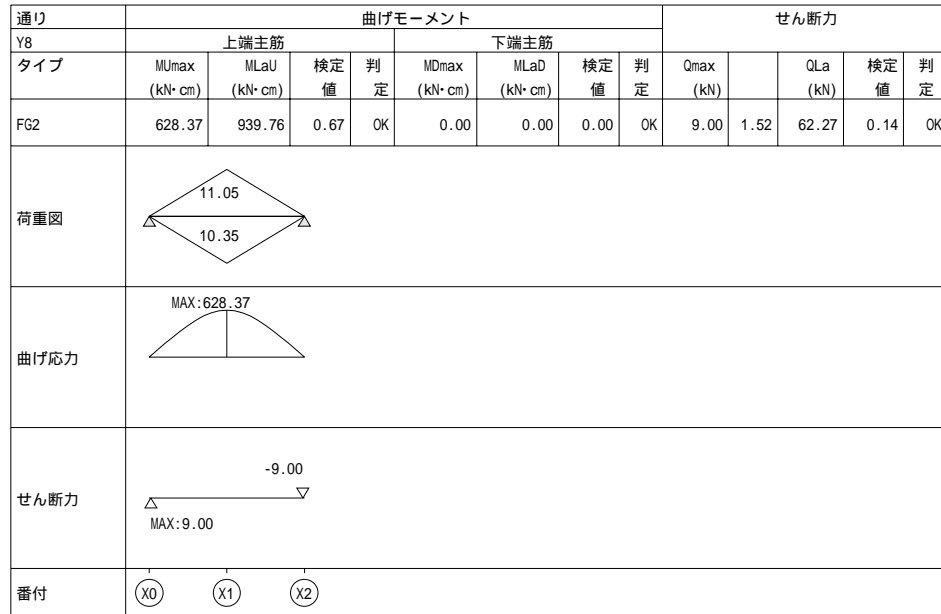 通り 曲げモーメント せん断力
Y8 上端主筋 下端主筋
タイプ MUmax MLaU 検定 判 MDmax MLaD 検定 判 Qmax QLa 検定 判
(kN・cm) (kN・cm) 値 定 (kN・cm) (kN・cm) 値 定 (kN) (kN) 値 定
FG2 628.37 939.76 0.67 OK 0.00 0.00 0.00 OK 9.00 1.52 62.27 0.14 OK
11.05
荷重図
10.35
MAX:628.37
曲げ応力
-9.00
せん断力
MAX:9.00
番付 X0 X1 X2